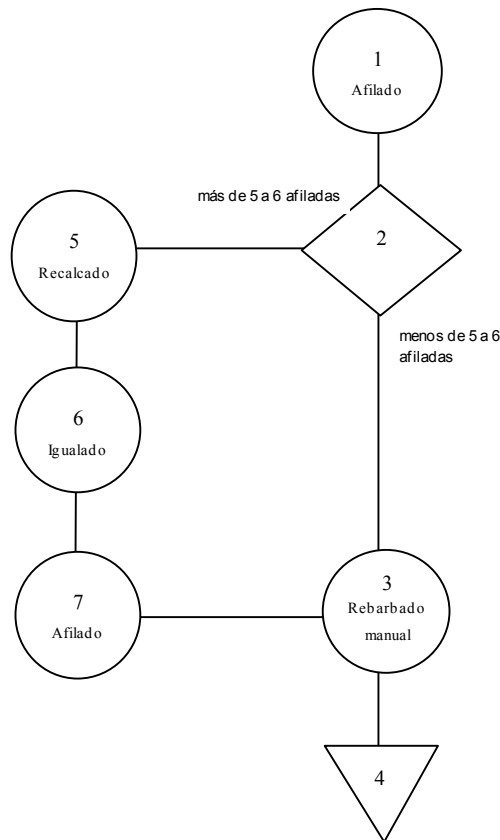 1
Afilado
más de 5 a 6 afiladas
2
5
Recalcado
menos de 5 a 6
afiladas
6
Igualado
3
Rebarbado
manual
7
Afilado
4